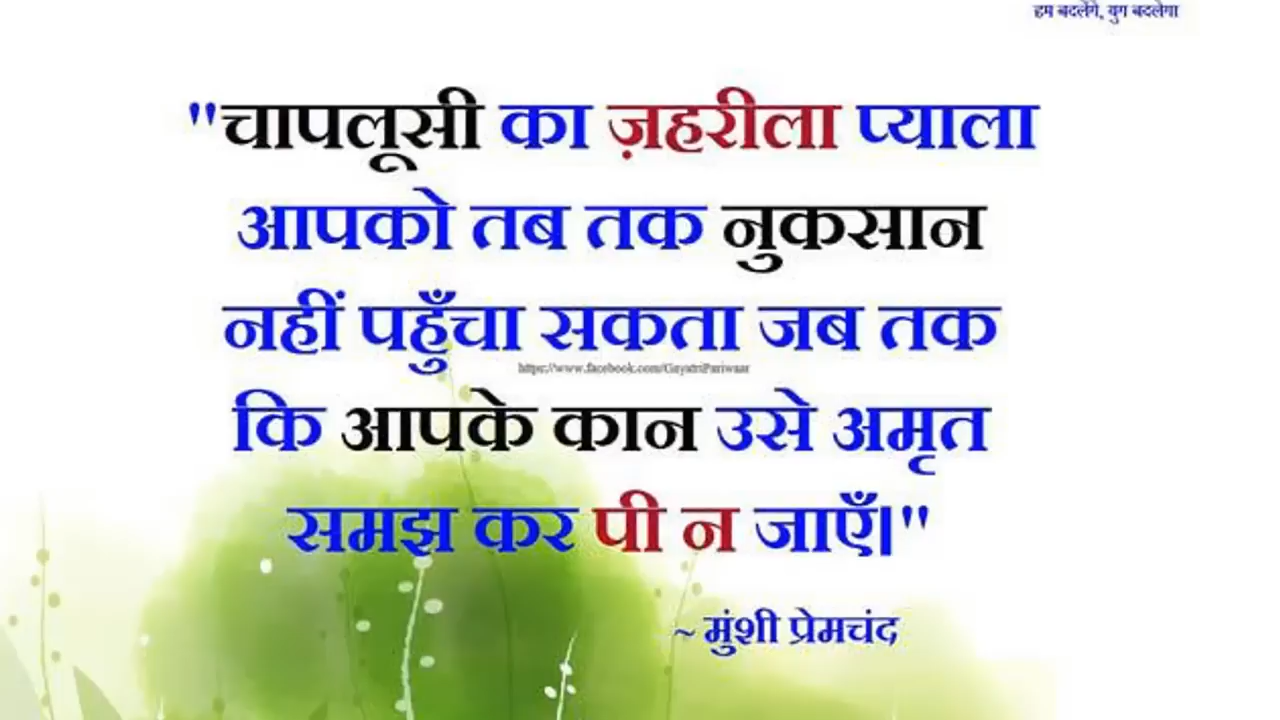 हम बदलेंगे, युग बदलेगा
"चापलूसी का ज़हरीला प्याला
आपको तब तक नुकसान
नहीं पहुँचा सकता जब तक
https://www.facebook.com/GayatriPariwaar
कि आपके कान उसे अमृत
समझ कर पी न जाएँ।"
~ मुंशी प्रेमचंद